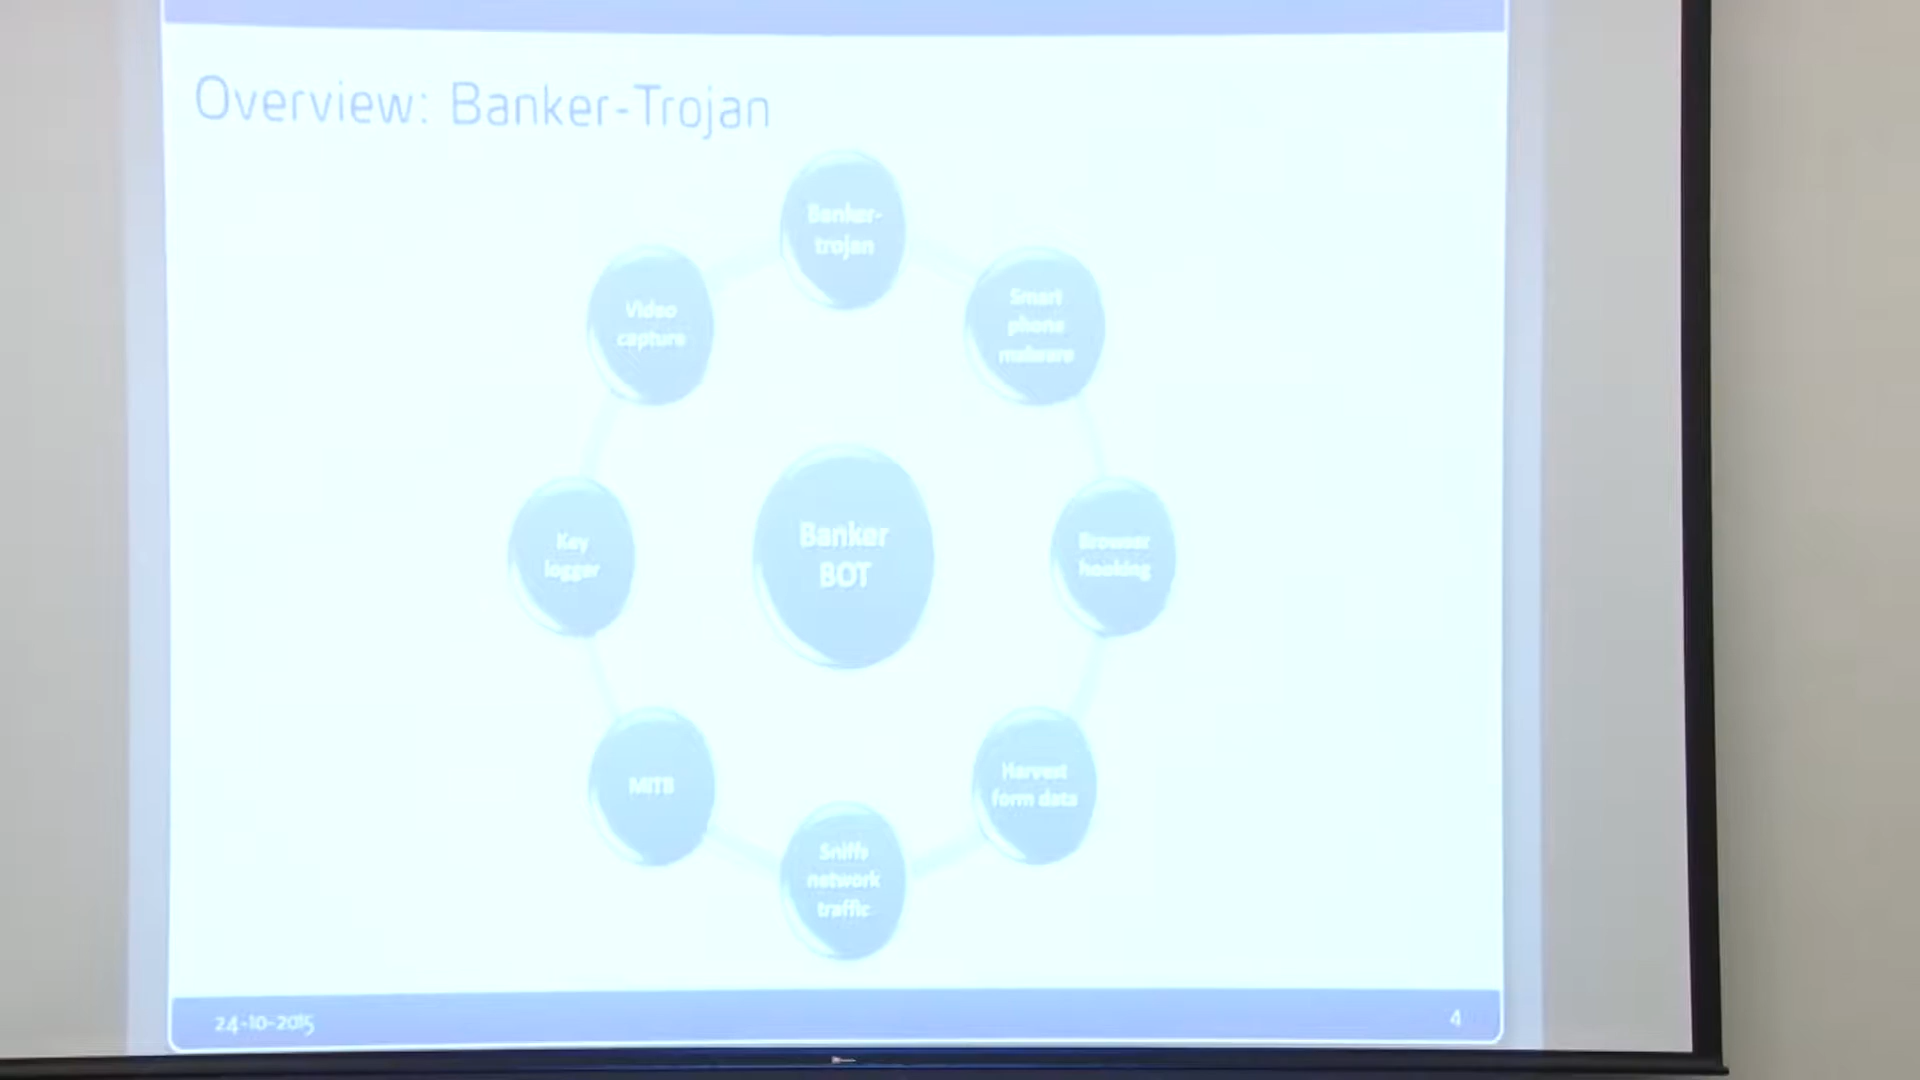 Overview: Banker-Trojan
Banker-
trojan
Smart
phone
malware
Browser
hooking
Harvest
form data
Sniffs
network
traffic
MITB
Key
logger
Video
capture
Banker
BOT
24-10-2015
4